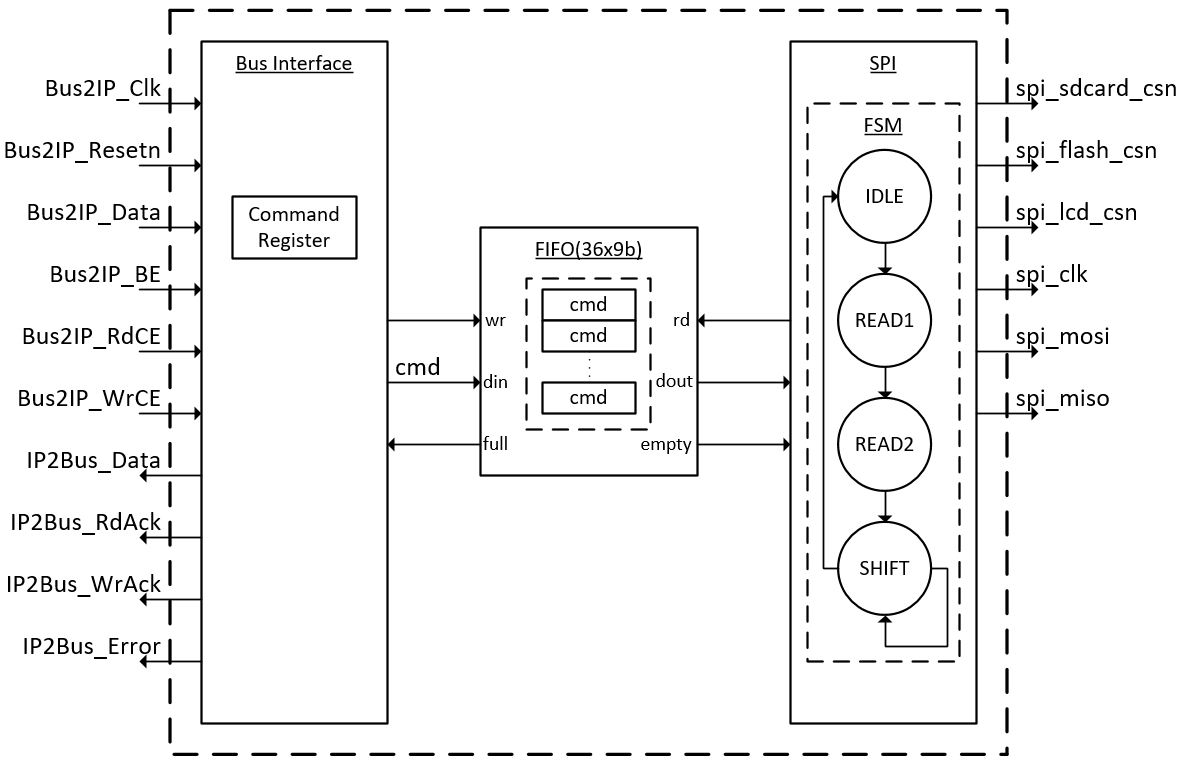 Bus Interface
SPI
Bus2IP_Clk
spi_sdcard_csn
FSM
Bus2IP_Resetn
spi_flash_csn
IDLE
Bus2IP_Data
Command
Register
spi_lcd_csn
FIFO(36x9b)
Bus2IP_BE
spi_clk
cmd
wr
rd
READ1
Bus2IP_RdCE
cmd
spi_mosi
cmd
din
dout
Bus2IP_WrCE
cmd
spi_miso
full
empty
READ2
IP2Bus_Data
IP2Bus_RdAck
SHIFT
IP2Bus_WrAck
IP2Bus_Error